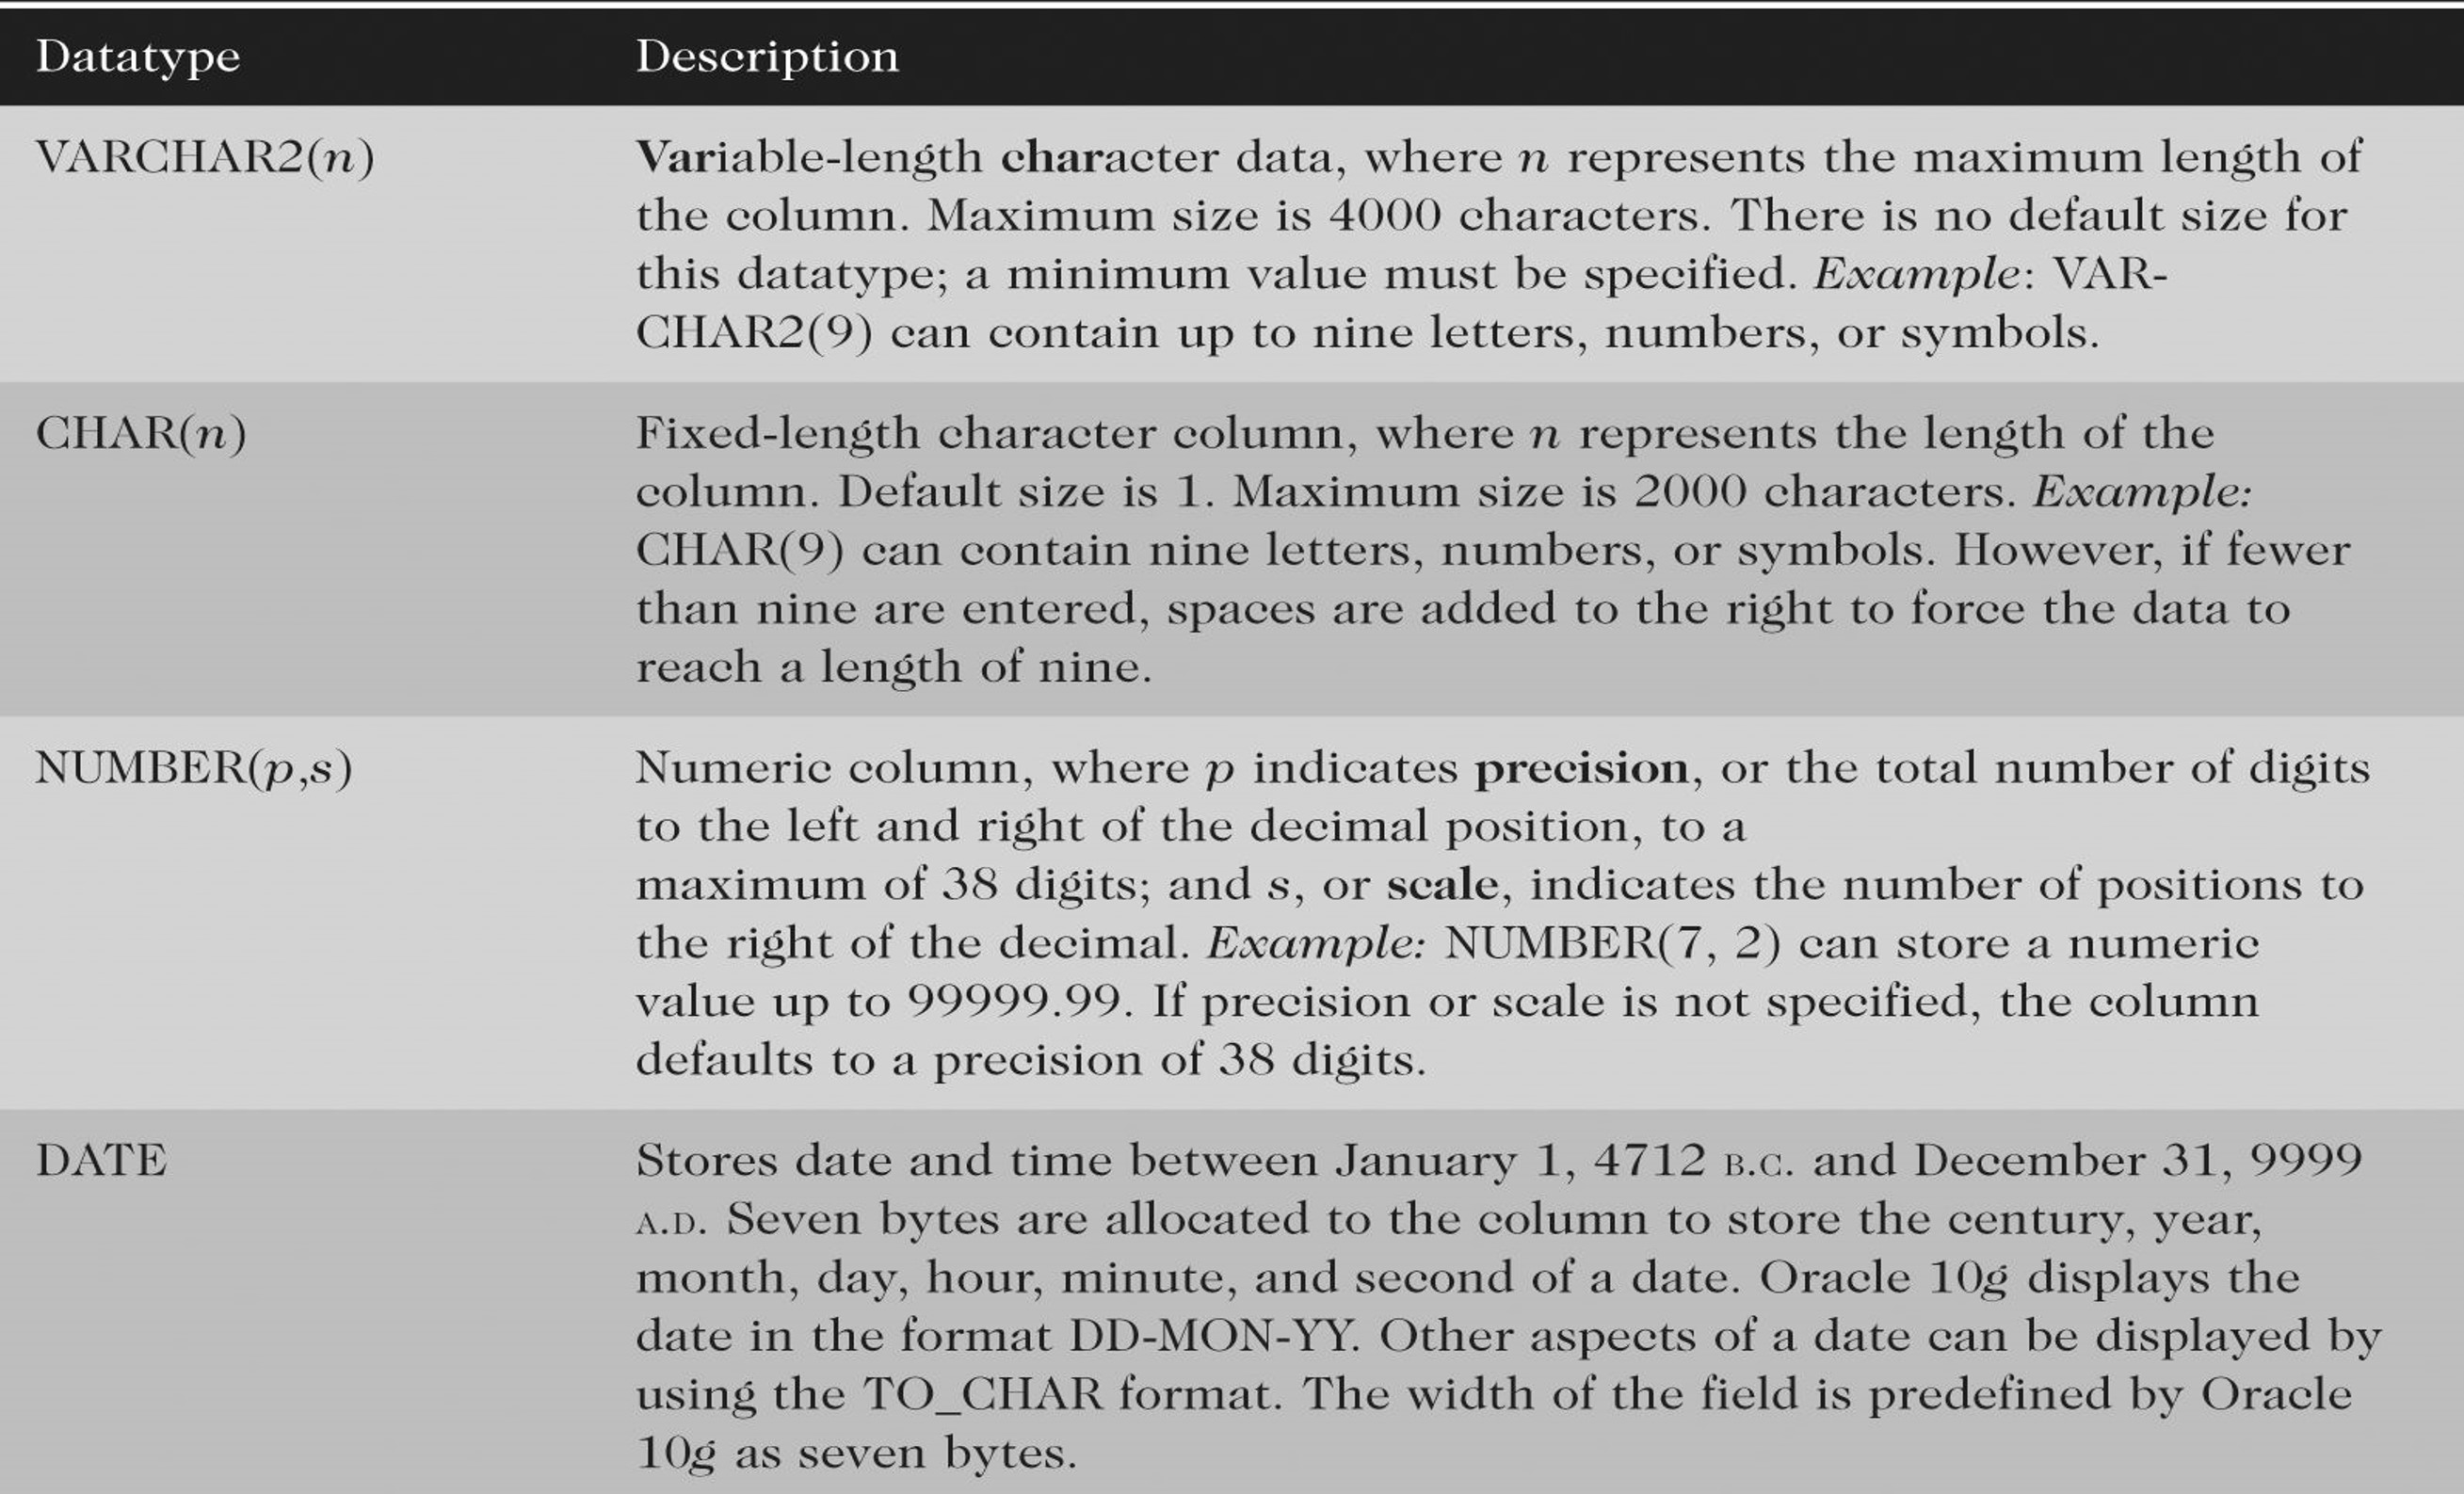 Datatype Description
VARCHAR2(n) Variable-length character data, where n represents the maximum length of
the column. Maximum size is 4000 characters. There is no default size for
this datatype; a minimum value must be specified. Example: VAR-
CHAR2(9) can contain up to nine letters, numbers, or symbols.
CHAR(n) Fixed-length character column, where n represents the length of the
column. Default size is 1. Maximum size is 2000 characters. Example:
CHAR(9) can contain nine letters, numbers, or symbols. However, if fewer
than nine are entered, spaces are added to the right to force the data to
reach a length of nine.
NUMBER(p,s) Numeric column, where p indicates precision, or the total number of digits
to the left and right of the decimal position, to a
maximum of 38 digits; and s, or scale, indicates the number of positions to
the right of the decimal. Example: NUMBER(7, 2) can store a numeric
value up to 99999.99. If precision or scale is not specified, the column
defaults to a precision of 38 digits.
DATE Stores date and time between January 1, 4712 B.C. and December 31, 9999
A.D. Seven bytes are allocated to the column to store the century, year,
month, day, hour, minute, and second of a date. Oracle 10g displays the
date in the format DD-MON-YY. Other aspects of a date can be displayed by
using the TO_CHAR format. The width of the field is predefined by Oracle
10g as seven bytes.